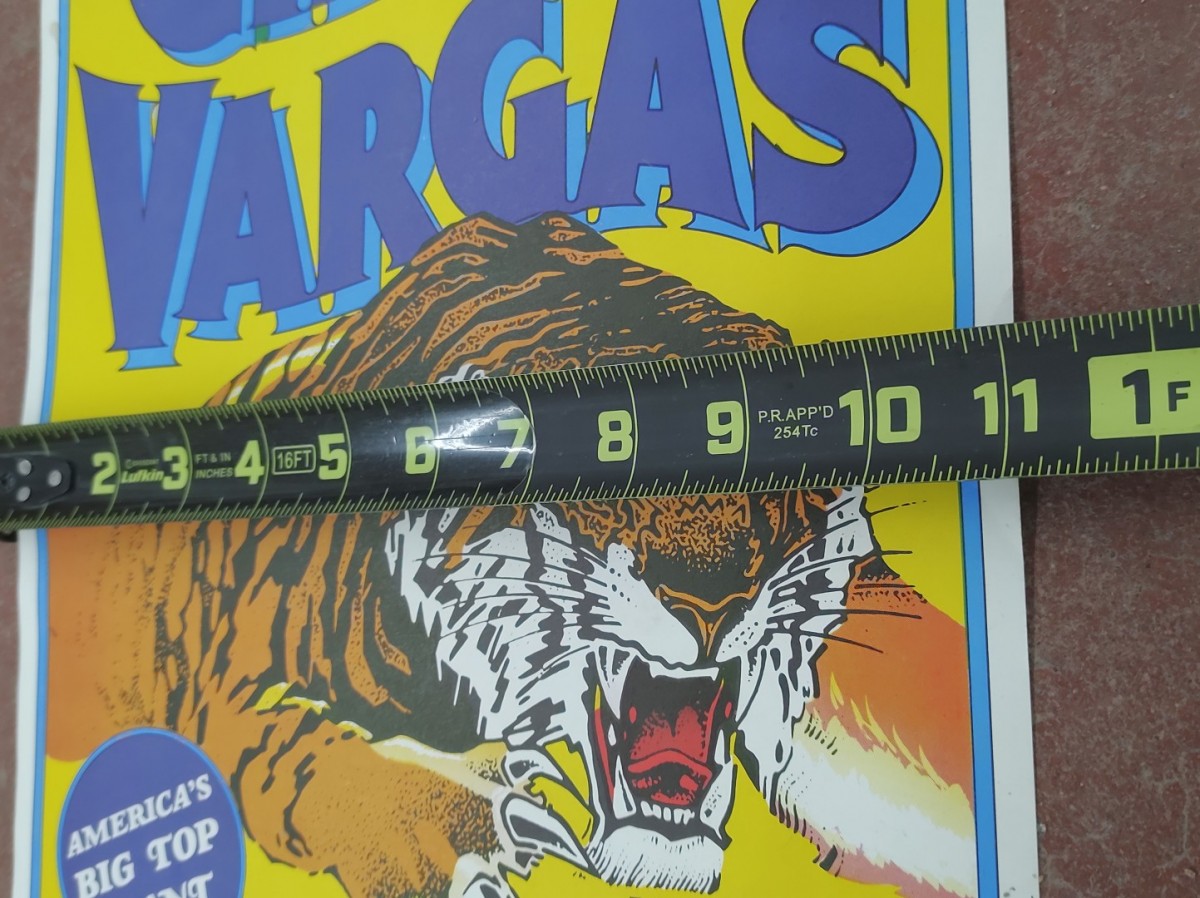 VARGAS
2 Lufkin 3 FT & IN INCHES 4 16FT 5 6 7 8 9 P.R.APP'D 254Tc 10 11 1 F
AMERICA'S
BIG TOP